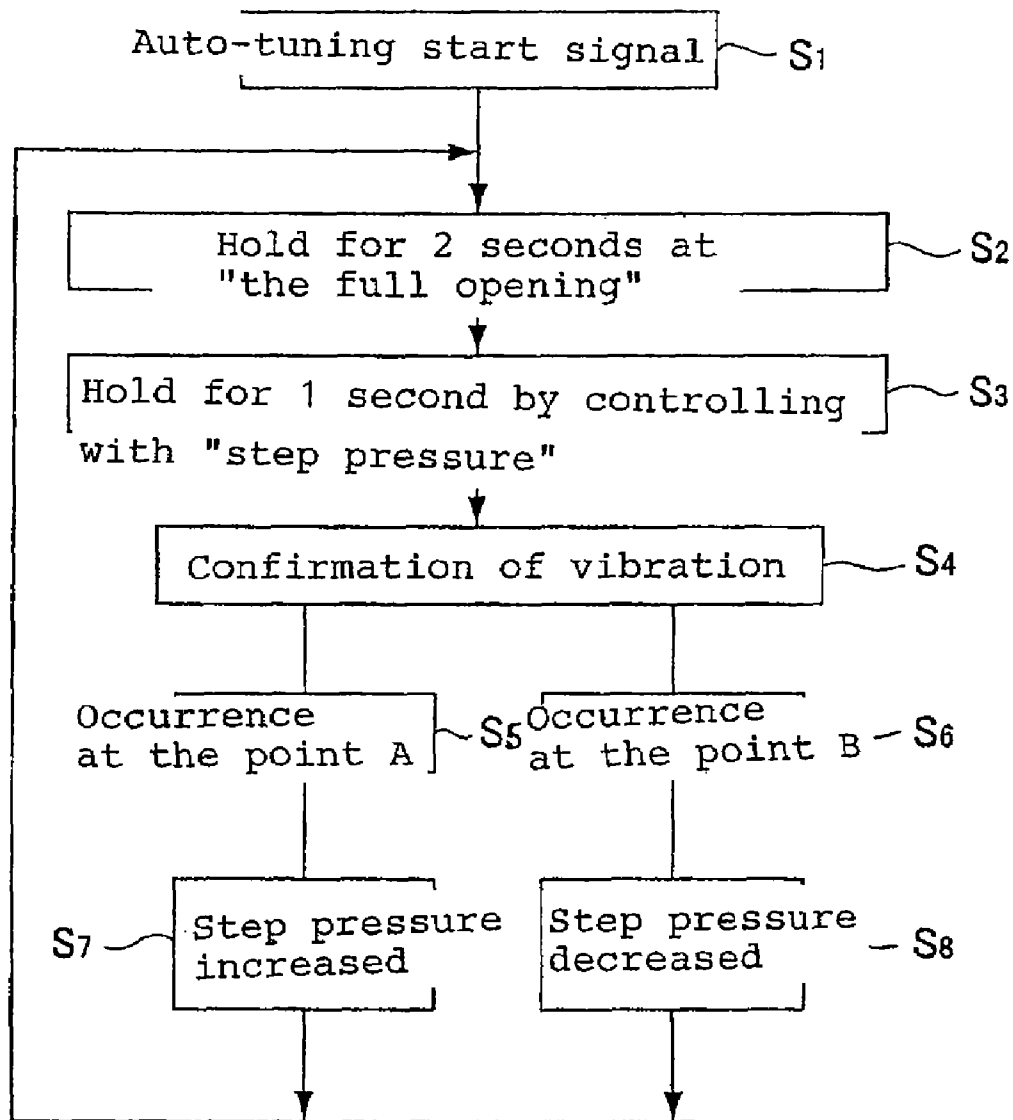 Auto-tuning start signal S1
Hold for 2 seconds at
"the full opening" S2
Hold for 1 second by controlling S3
with "step pressure"
Confirmation of vibration S4
Occurrence
at the point A S5
Occurrence
at the point B S6
S7 Step pressure
increased
Step pressure
decreased S8